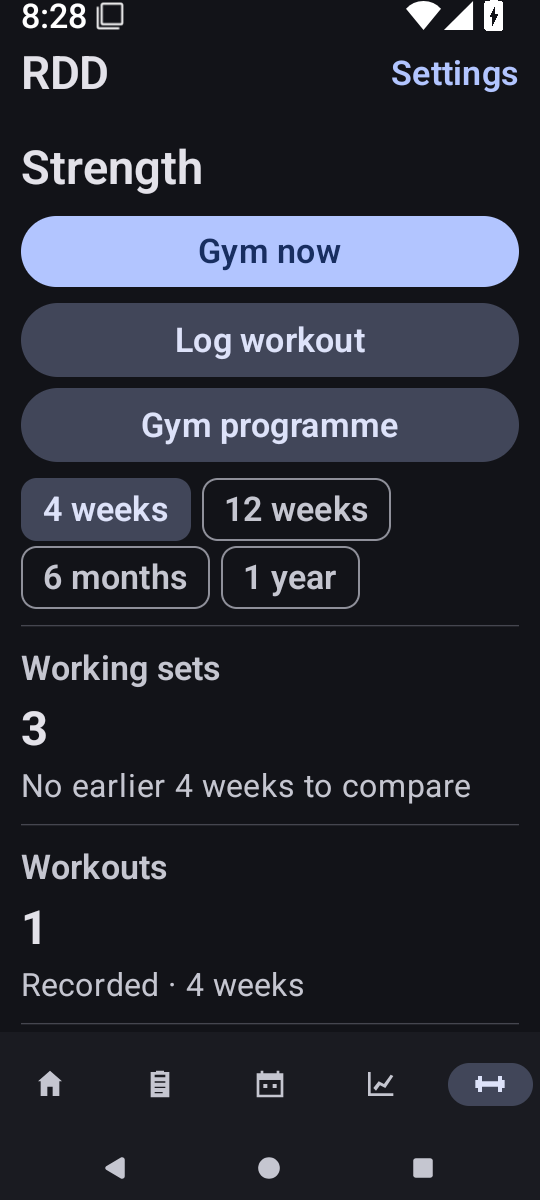 8:28
RDD
Settings
Strength
Gym now
Log workout
Gym programme
4 weeks
12 weeks
6 months
1 year
Working sets
3
No earlier 4 weeks to compare
Workouts
1
Recorded · 4 weeks